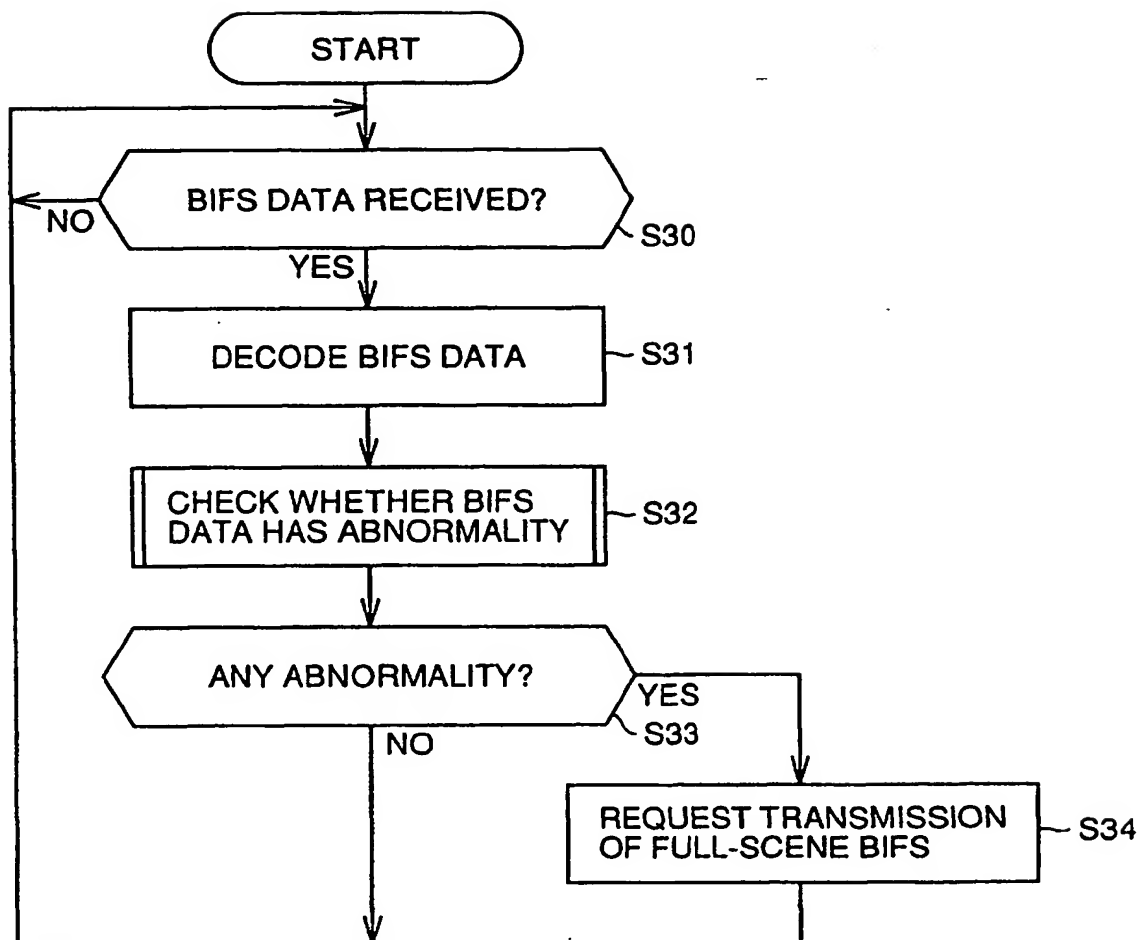 START
BIFS DATA RECEIVED?
NO
S30
YES
DECODE BIFS DATA
S31
CHECK WHETHER BIFS
DATA HAS ABNORMALITY
S32
ANY ABNORMALITY?
YES
S33
NO
REQUEST TRANSMISSION
OF FULL-SCENE BIFS
S34